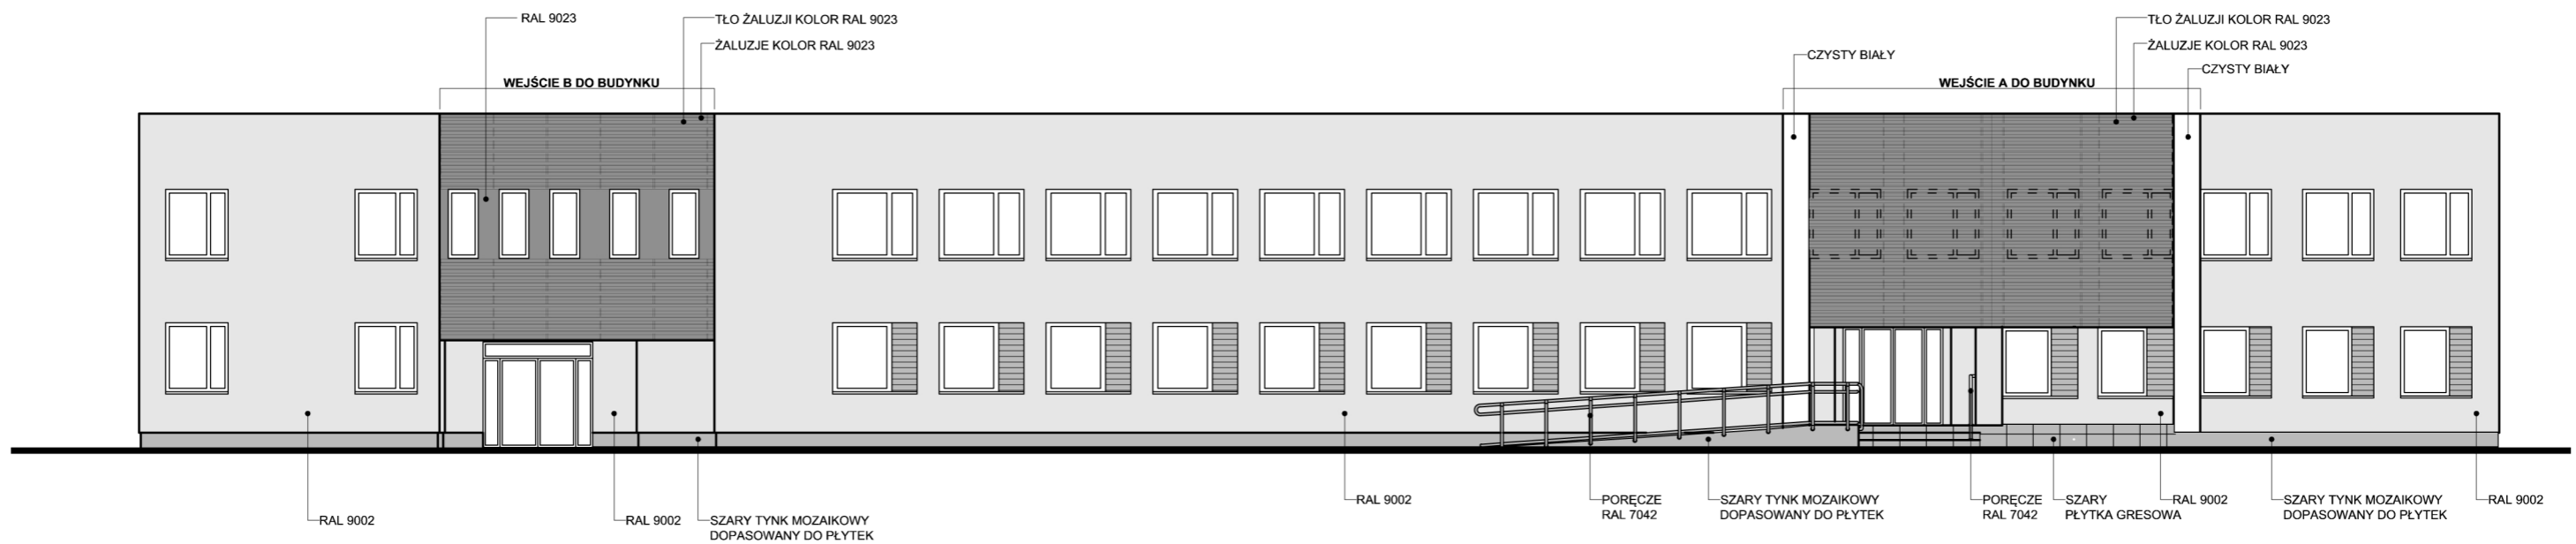 RAL 9023
TŁO ŻALUZJI KOLOR RAL 9023
ŻALUZJE KOLOR RAL 9023
WEJŚCIE B DO BUDYNKU
CZYSTY BIAŁY
TŁO ŻALUZJI KOLOR RAL 9023
ŻALUZJE KOLOR RAL 9023
CZYSTY BIAŁY
WEJŚCIE A DO BUDYNKU
RAL 9002
RAL 9002
SZARY TYNK MOZAIKOWY
DOPASOWANY DO PŁYTEK
RAL 9002
PORĘCZE
RAL 7042
SZARY TYNK MOZAIKOWY
DOPASOWANY DO PŁYTEK
PORĘCZE
RAL 7042
SZARY
PŁYTKA GRESOWA
RAL 9002
SZARY TYNK MOZAIKOWY
DOPASOWANY DO PŁYTEK
RAL 9002